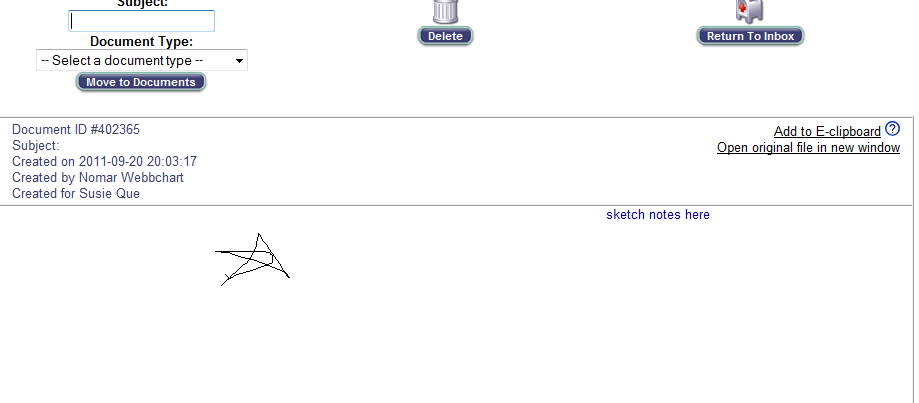 Subject:
Delete
Return To Inbox
Document Type:
-- Select a document type --
Move to Documents
Document ID #402365
Add to E-clipboard ?
Subject:
Open original file in new window
Created on 2011-09-20 20:03:17
Created by Nomar Webbchart
Created for Susie Que
sketch notes here